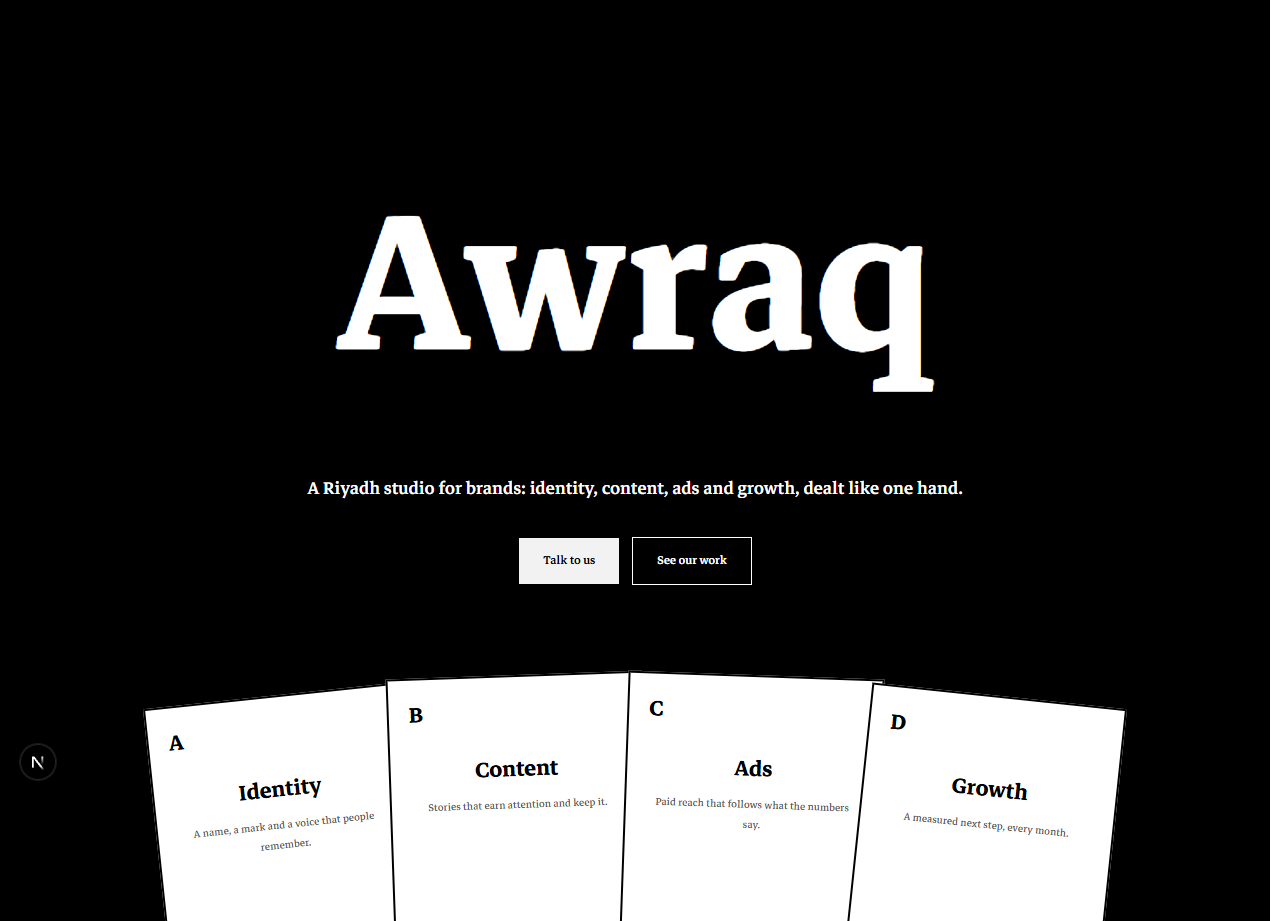 Awraq
A Riyadh studio for brands: identity, content, ads and growth, dealt like one hand.
Talk to us
See our work
A
Identity
A name, a mark and a voice that people
remember.
B
Content
Stories that earn attention and keep it.
C
Ads
Paid reach that follows what the numbers
say.
D
Growth
A measured next step, every month.
N